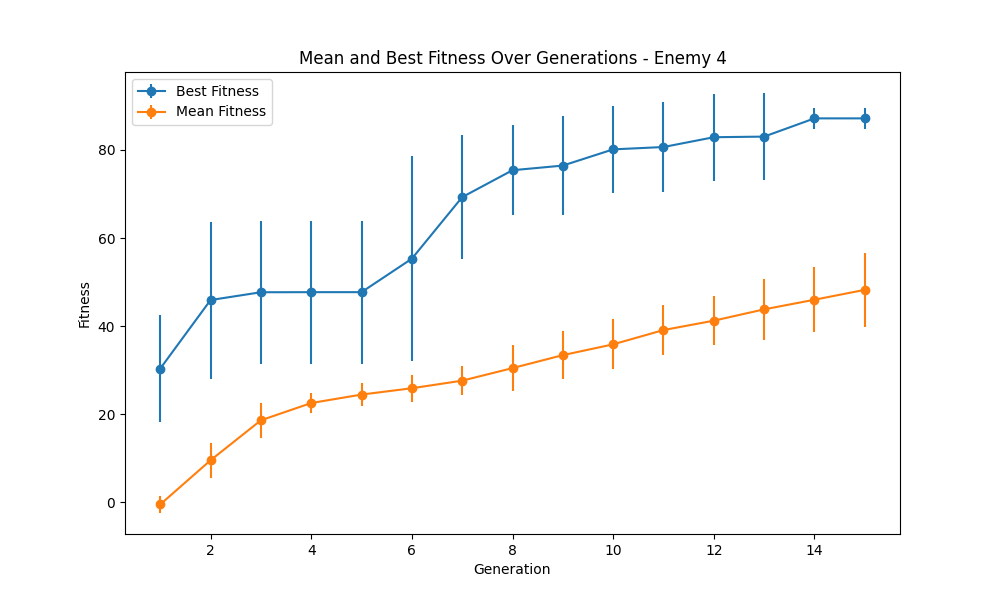 Mean and Best Fitness Over Generations - Enemy 4
Best Fitness
Mean Fitness
80
60
40
20
0
Fitness
2 4 6 8 10 12 14
Generation